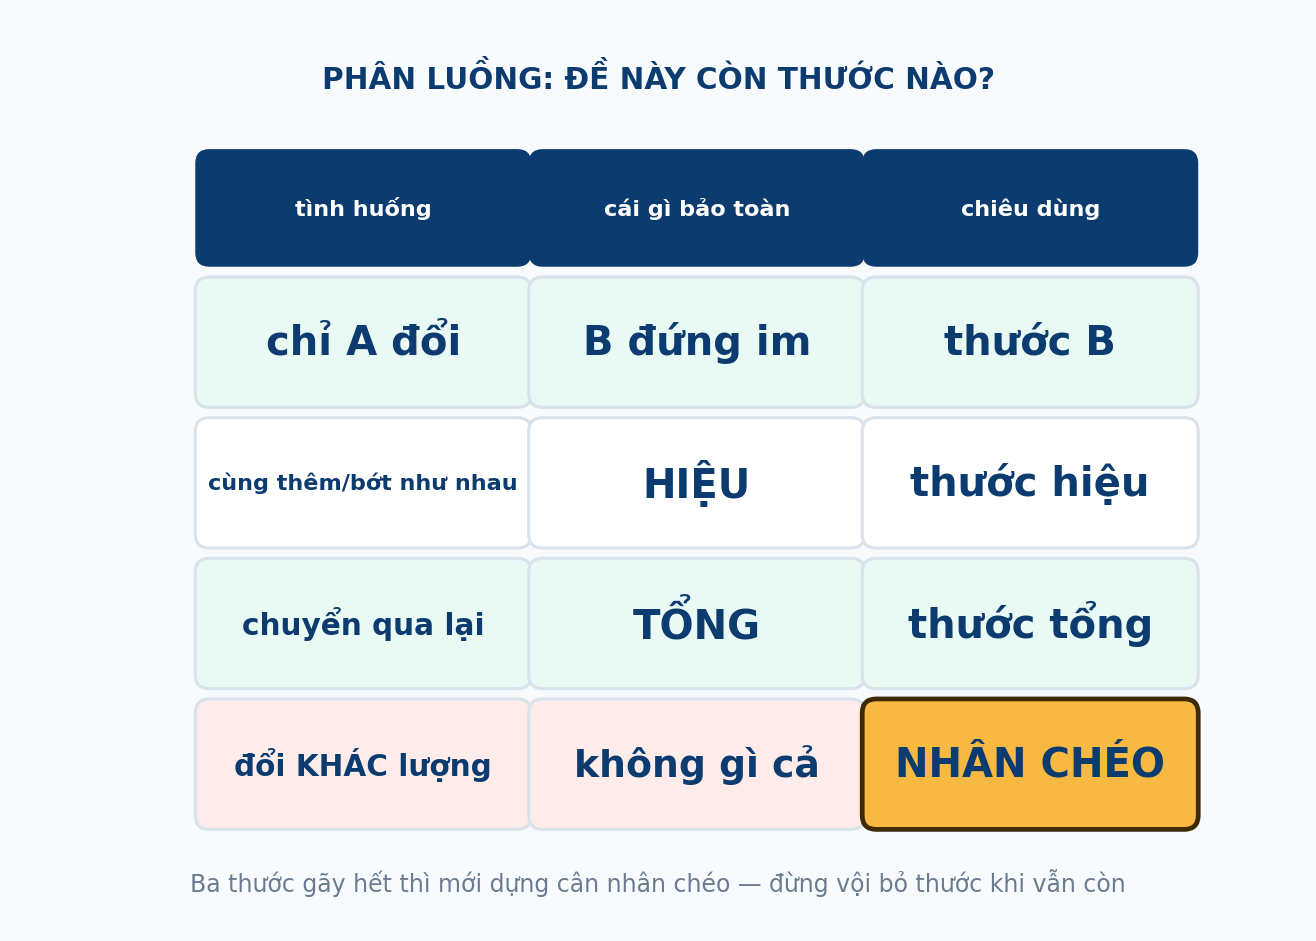 PHÂN LUỒNG: ĐỀ NÀY CÒN THƯỚC NÀO?
tình huống
cái gì bảo toàn
chiêu dùng
chỉ A đổi
B đứng im
thước B
cùng thêm/bớt như nhau
HIỆU
thước hiệu
chuyển qua lại
TỔNG
thước tổng
đổi KHÁC lượng
không gì cả
NHÂN CHÉO
Ba thước gãy hết thì mới dựng cân nhân chéo — đừng vội bỏ thước khi vẫn còn